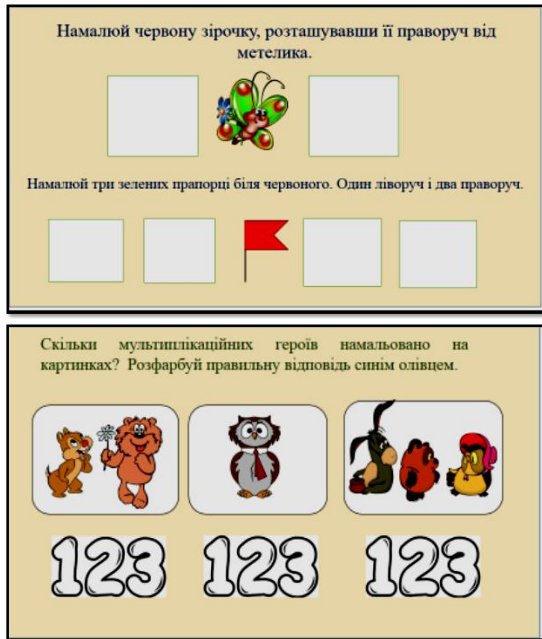 Намалюй червону зірочку, розташувавши її праворуч від
метелика.
Намалюй три зелених прапорці біля червоного. Один ліворуч і два праворуч.
Скільки мультиплікаційних героїв намальовано на
картинках? Розфарбуй правильну відповідь синім олівцем.
123 123 123